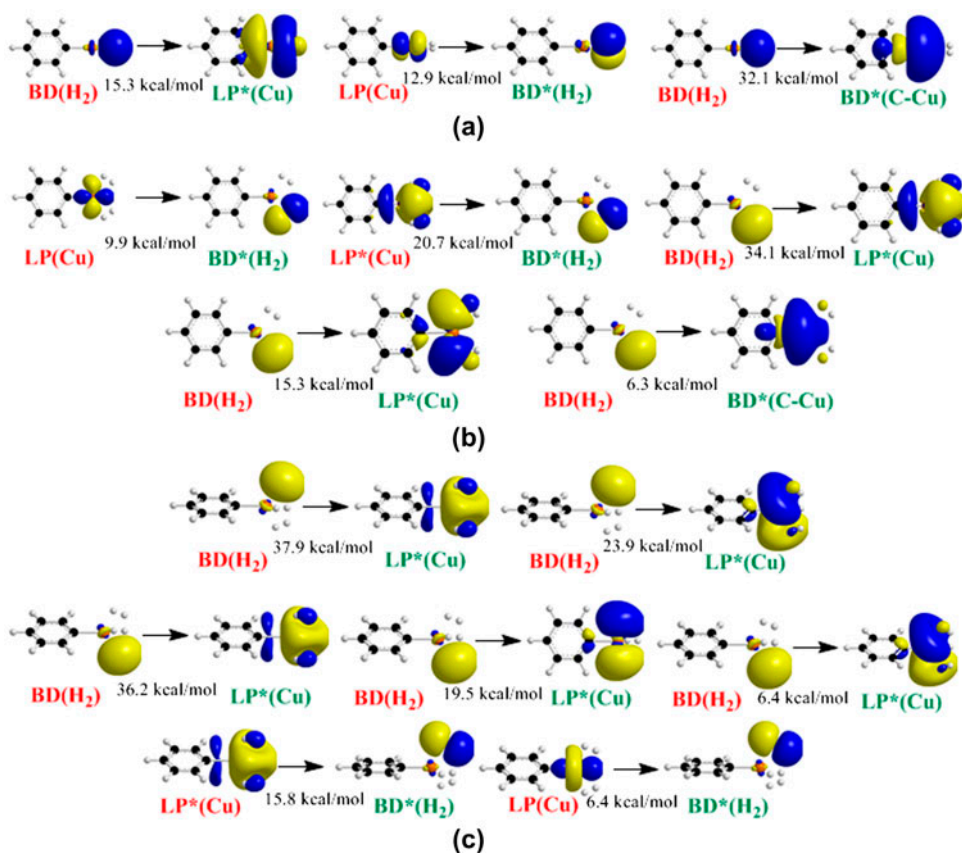 15.3 kcal/mol 12.9 kcal/mol 32.1 kcal/mol
BD(H2) LP*(Cu) LP(Cu) BD*(H2) BD(H2) BD*(C-Cu)
(a)
9.9 kcal/mol 20.7 kcal/mol 34.1 kcal/mol
LP(Cu) BD*(H2) LP*(Cu) BD*(H2) BD(H2) LP*(Cu)
15.3 kcal/mol 6.3 kcal/mol
BD(H2) LP*(Cu) BD(H2) BD*(C-Cu)
(b)
37.9 kcal/mol 23.9 kcal/mol
BD(H2) LP*(Cu) BD(H2) LP*(Cu)
36.2 kcal/mol 19.5 kcal/mol 6.4 kcal/mol
BD(H2) LP*(Cu) BD(H2) LP*(Cu) BD(H2) LP*(Cu)
15.8 kcal/mol 6.4 kcal/mol
LP*(Cu) BD*(H2) LP(Cu) BD*(H2)
(c)